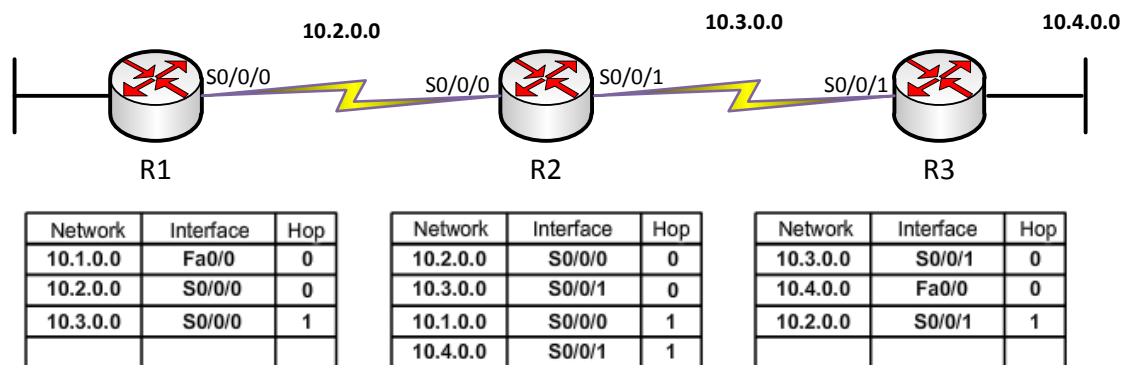 10.2.0.0
10.3.0.0
10.4.0.0
S0/0/0
S0/0/0
S0/0/1
S0/0/1
R1
R2
R3
Network Interface Hop
10.1.0.0 Fa0/0 0
10.2.0.0 S0/0/0 0
10.3.0.0 S0/0/0 1
Network Interface Hop
10.2.0.0 S0/0/0 0
10.3.0.0 S0/0/1 0
10.1.0.0 S0/0/0 1
10.4.0.0 S0/0/1 1
Network Interface Hop
10.3.0.0 S0/0/1 0
10.4.0.0 Fa0/0 0
10.2.0.0 S0/0/1 1